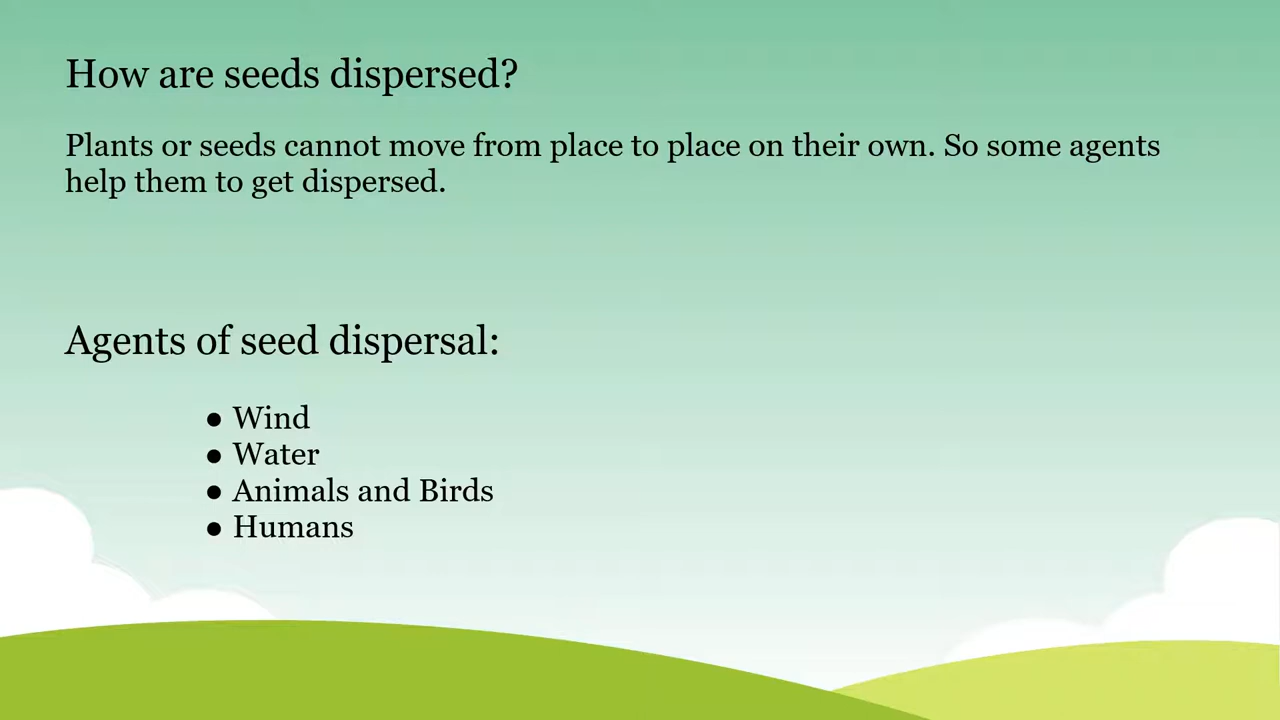 How are seeds dispersed?
Plants or seeds cannot move from place to place on their own. So some agents
help them to get dispersed.
Agents of seed dispersal:
● Wind
● Water
● Animals and Birds
● Humans